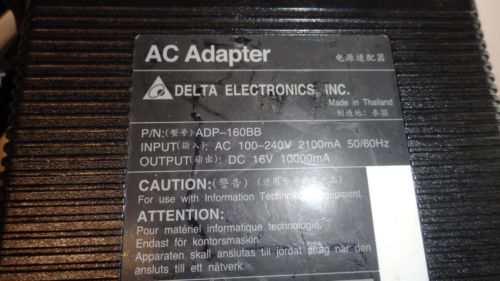 AC Adapter 电源适配器
DELTA ELECTRONICS, INC.
Made in Thailand
制造地: 泰国
P/N:(型号) ADP-160BB
INPUT(输入): AC 100-240V 2100mA 50/60Hz
OUTPUT(输出): DC 16V 10000mA
CAUTION:(警告)
For use with Information Technology Equipment.
ATTENTION:
Pour matériel informatique technologie.
Endast för kontorsmaskin.
Apparaten skall anslutas till jordat uttag när den
ansluts till ett nätverk.